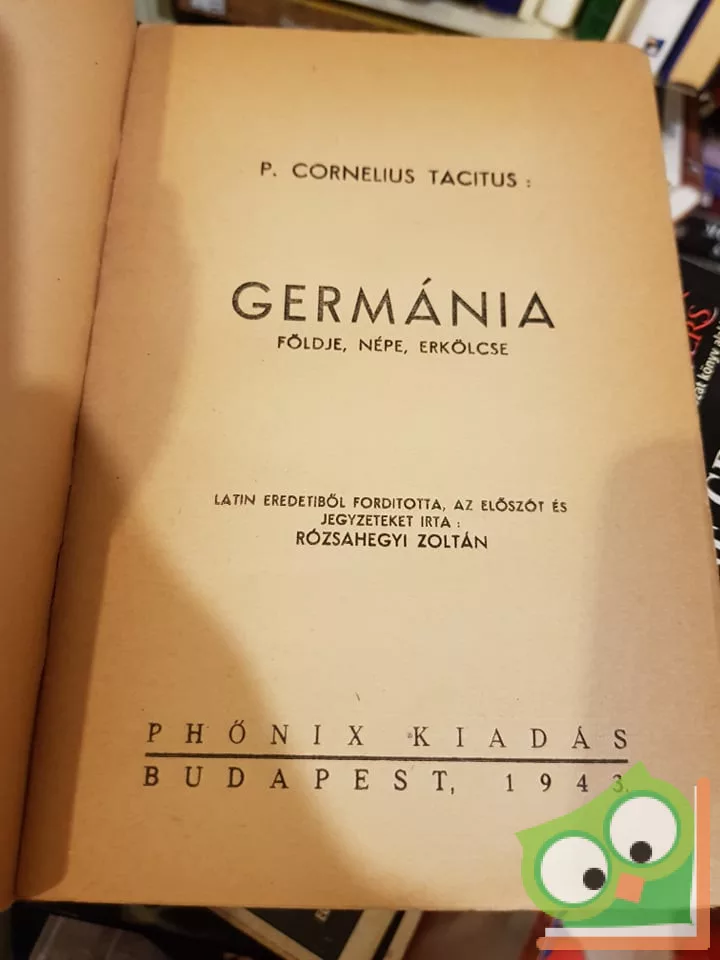 P. CORNELIUS TACITUS :
GERMÁNIA
FÖLDJE, NÉPE, ERKÖLCSE
LATIN EREDETIBŐL FORDITOTTA, AZ ELŐSZÓT ÉS
JEGYZETEKET IRTA :
RÓZSAHEGYI ZOLTÁN
PHŐNIX KIADÁS
BUDAPEST, 1943.